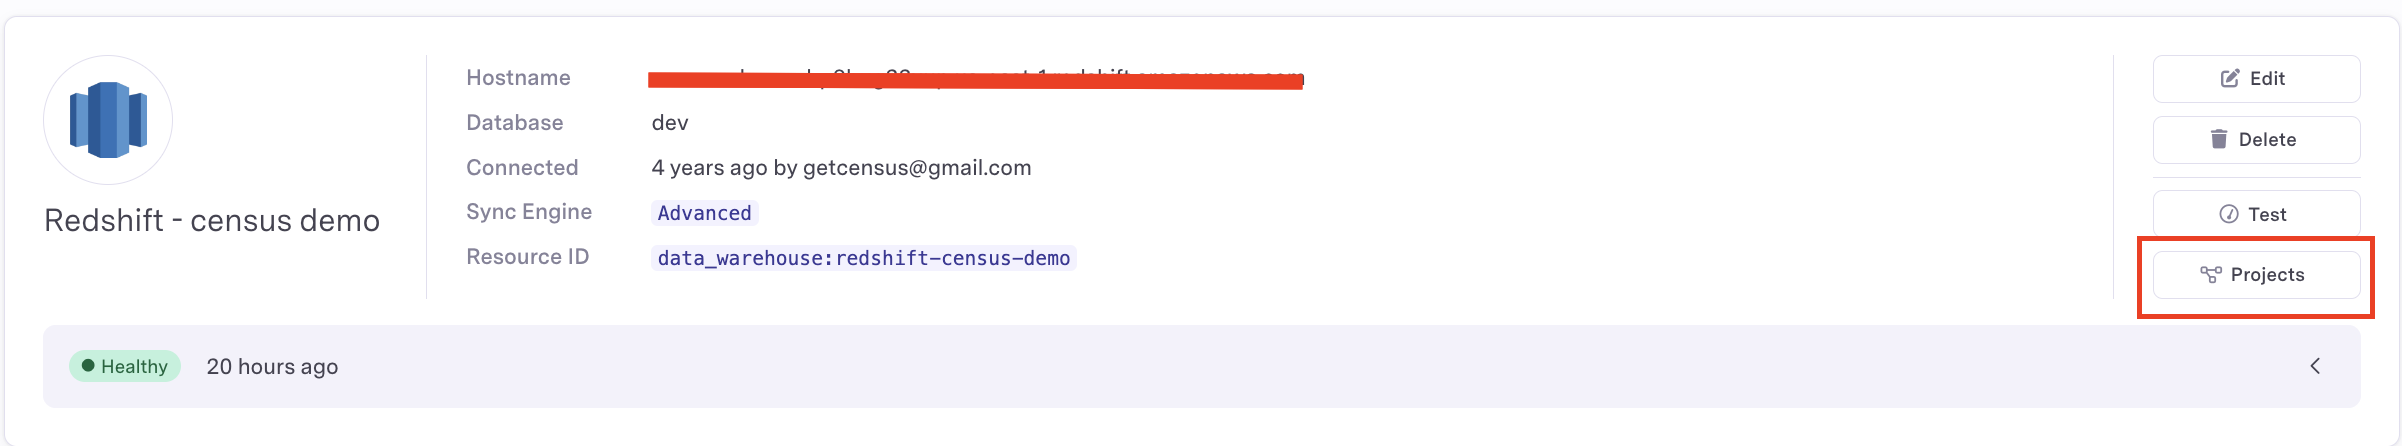 Redshift - census demo
Hostname
Database dev
Connected 4 years ago by getcensus@gmail.com
Sync Engine Advanced
Resource ID data_warehouse:redshift-census-demo
Edit
Delete
Test
Projects
Healthy 20 hours ago